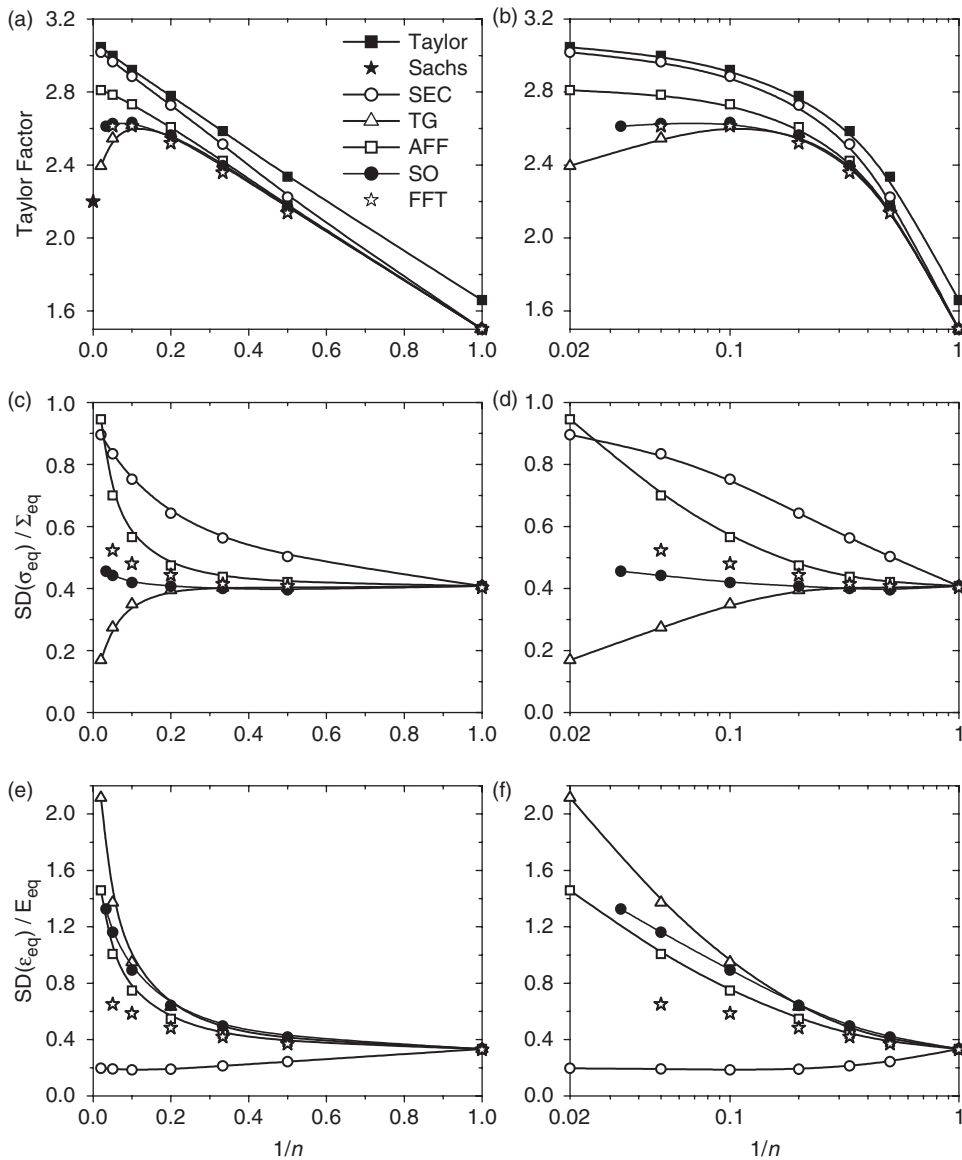 (a)
3.2
2.8
2.4
2.0
1.6
Taylor Factor
0.0 0.2 0.4 0.6 0.8 1.0
Taylor
Sachs
SEC
TG
AFF
SO
FFT
(b)
3.2
2.8
2.4
2.0
1.6
0.02 0.1 1
(c)
1.0
0.8
0.6
0.4
0.2
0.0
SD(σeq) / Σeq
0.0 0.2 0.4 0.6 0.8 1.0
(d)
1.0
0.8
0.6
0.4
0.2
0.0
0.02 0.1 1
(e)
2.0
1.6
1.2
0.8
0.4
0.0
SD(εeq) / Eeq
0.0 0.2 0.4 0.6 0.8 1.0
1/n
(f)
2.0
1.6
1.2
0.8
0.4
0.0
0.02 0.1 1
1/n